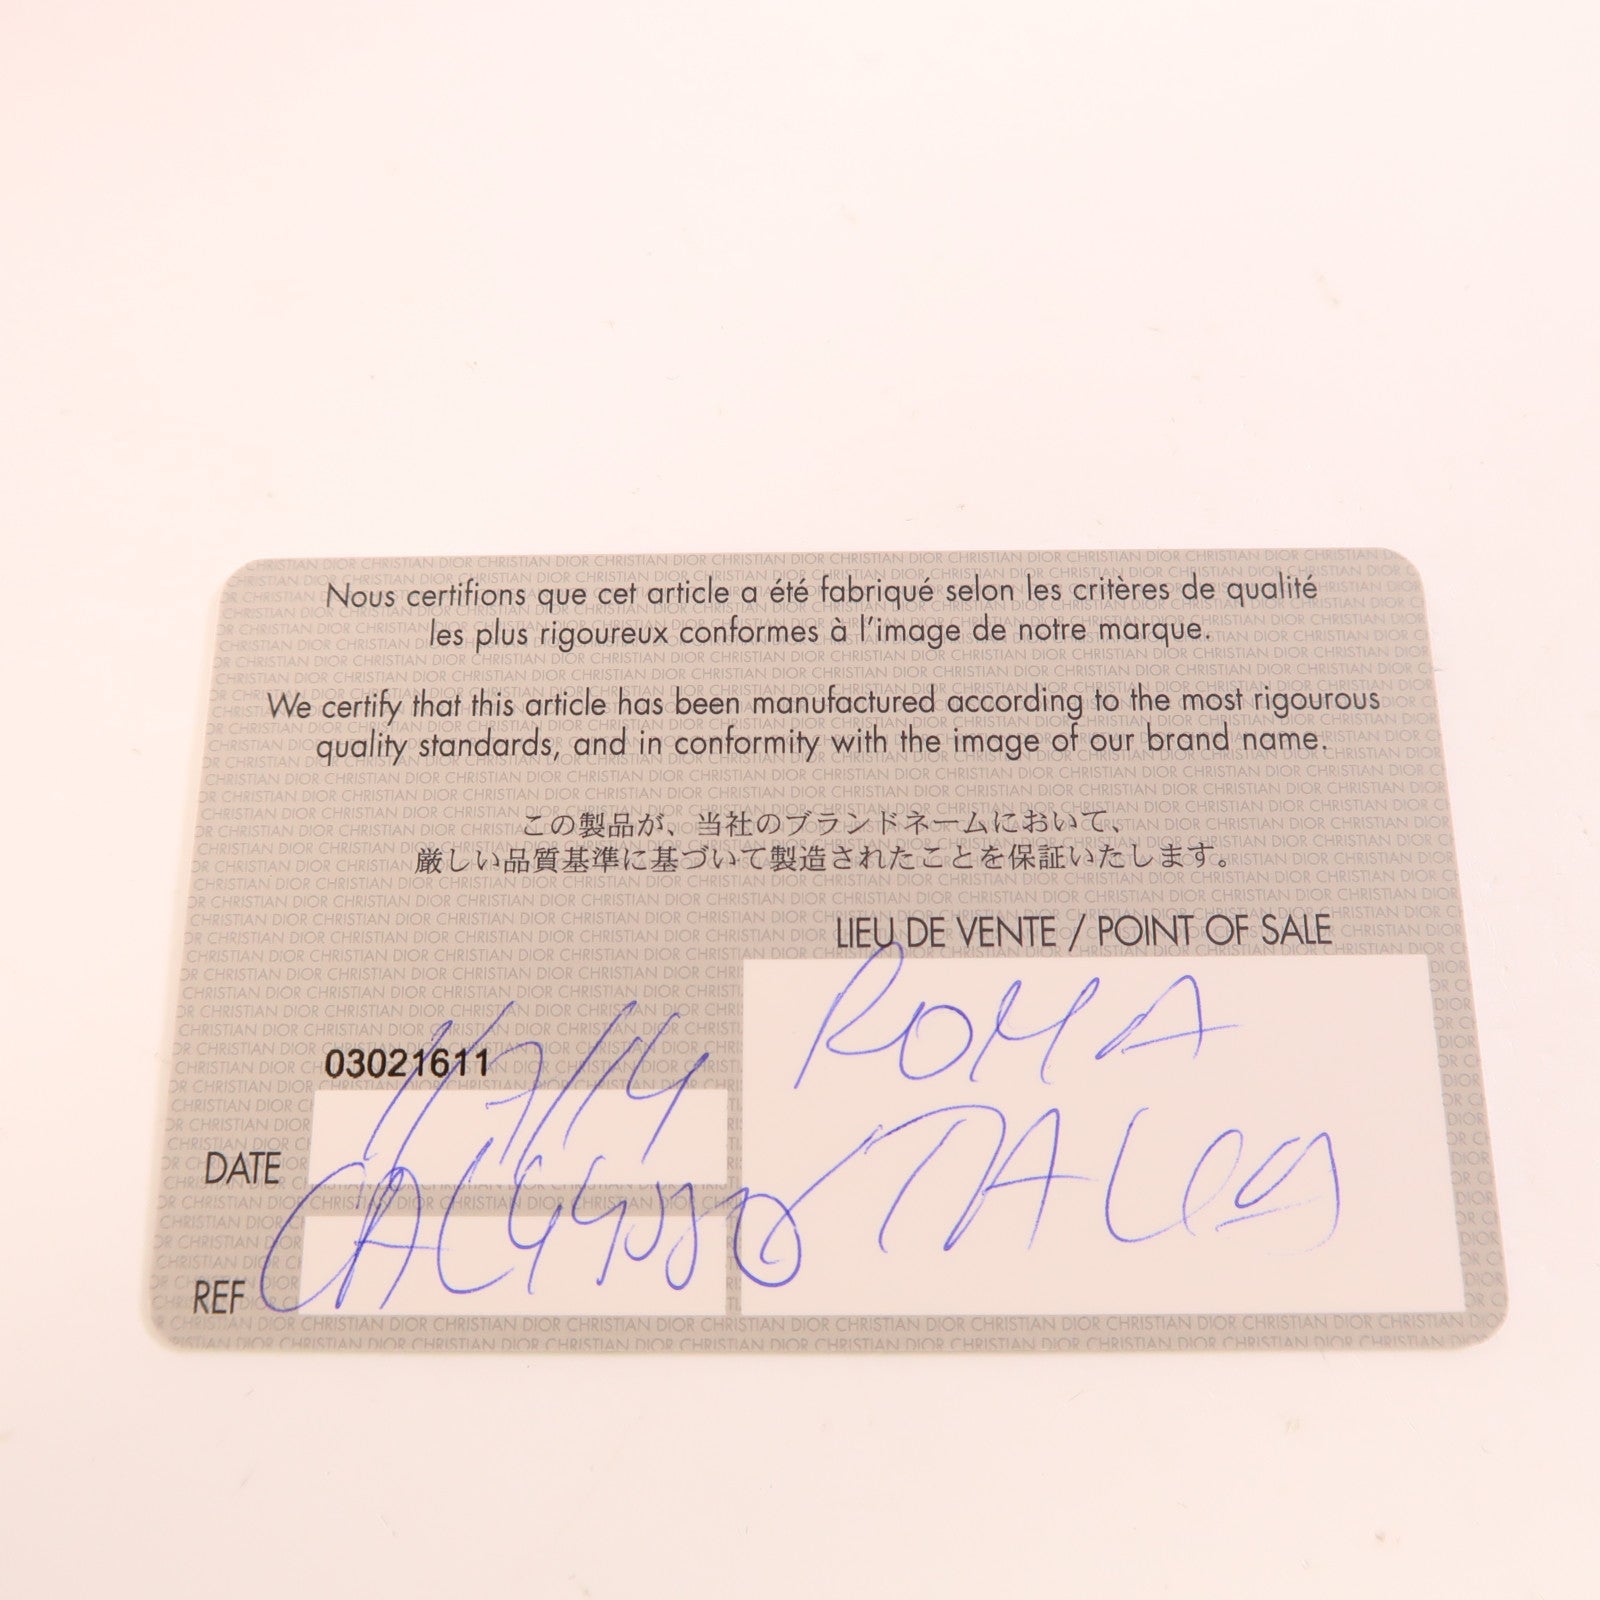 Nous certifions que cet article a été fabriqué selon les critères de qualité
les plus rigoureux conformes à l'image de notre marque.
We certify that this article has been manufactured according to the most rigourous
quality standards, and in conformity with the image of our brand name.
この製品が、当社のブランドネームにおいて、
厳しい品質基準に基づいて製造されたことを保証いたします。
LIEU DE VENTE / POINT OF SALE
ROMA
03021611
DATE 1/7/14
REF